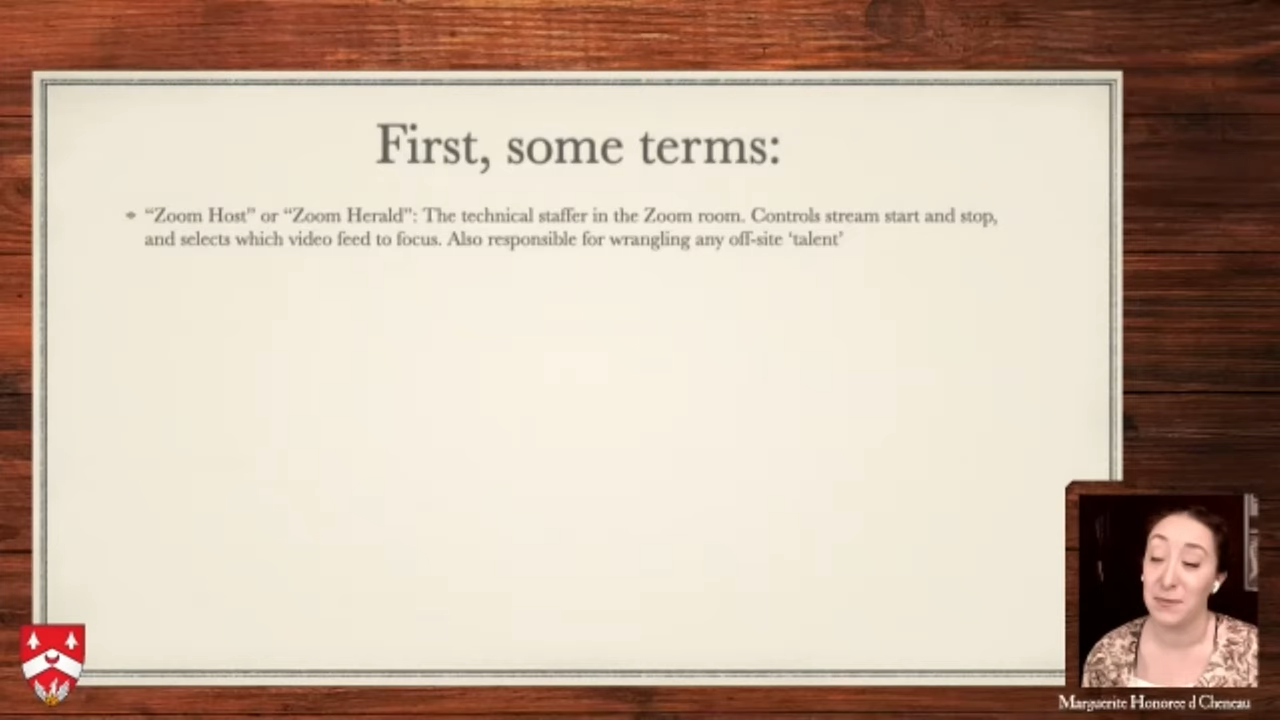 First, some terms:
“Zoom Host” or “Zoom Herald”: The technical staffer in the Zoom room. Controls stream start and stop,
and selects which video feed to focus. Also responsible for wrangling any off-site ‘talent’
Marguerite Honoree d Cheneau